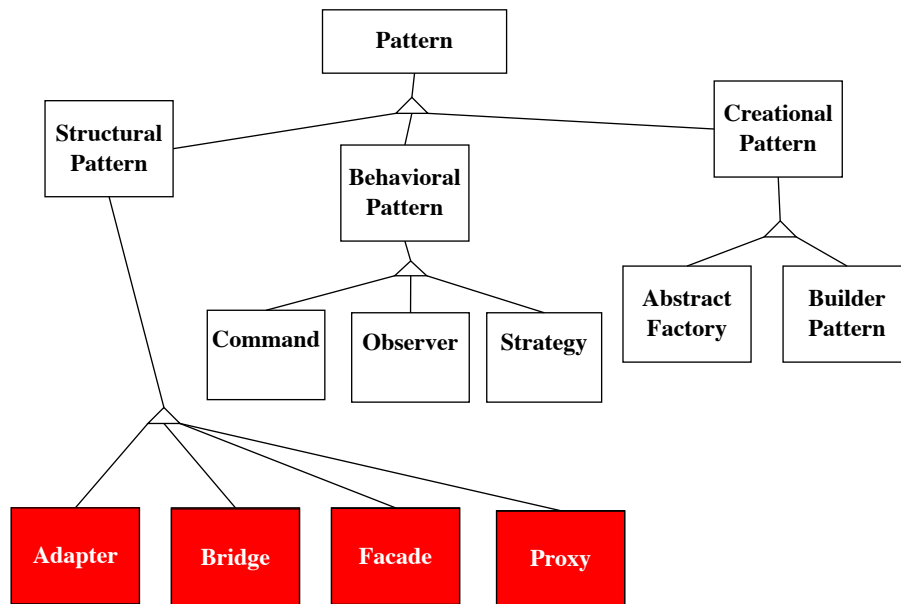 Pattern
Structural
Pattern
Behavioral
Pattern
Creational
Pattern
Command
Observer
Strategy
Abstract
Factory
Builder
Pattern
Adapter
Bridge
Facade
Proxy